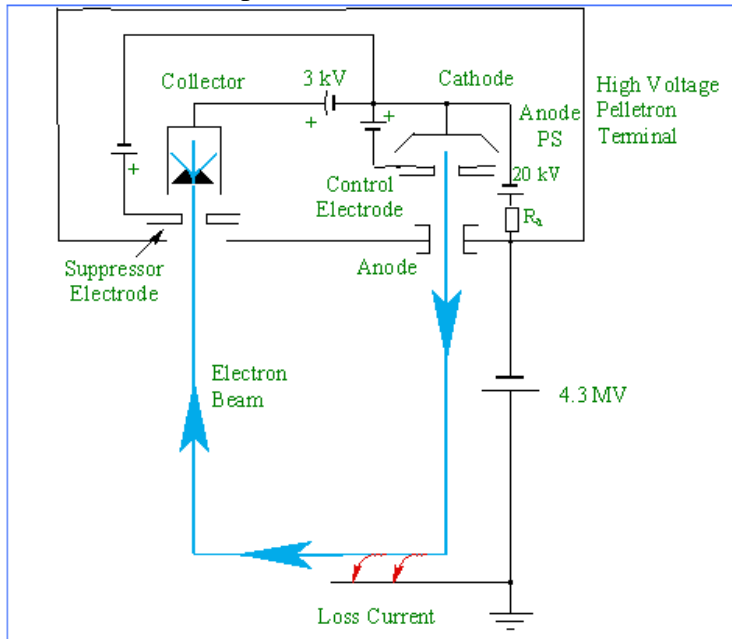 Collector
3 kV
Cathode
High Voltage
Pelletron
Terminal
+
+
Anode
PS
+
20 kV
Control
Electrode
Rₐ
Suppressor
Electrode
Anode
Electron
Beam
4.3 MV
Loss Current